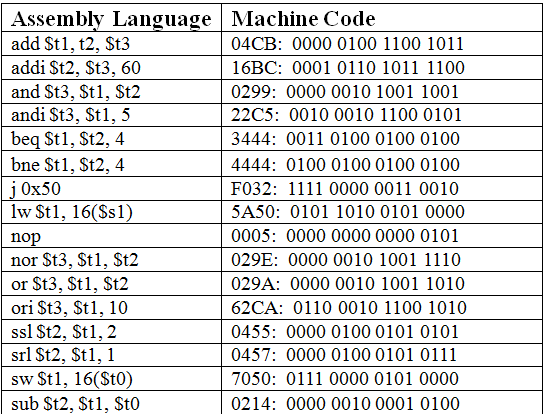 Assembly Language Machine Code
add $t1, t2, $t3 04CB: 0000 0100 1100 1011
addi $t2, $t3, 60 16BC: 0001 0110 1011 1100
and $t3, $t1, $t2 0299: 0000 0010 1001 1001
andi $t3, $t1, 5 22C5: 0010 0010 1100 0101
beq $t1, $t2, 4 3444: 0011 0100 0100 0100
bne $t1, $t2, 4 4444: 0100 0100 0100 0100
j 0x50 F032: 1111 0000 0011 0010
lw $t1, 16($s1) 5A50: 0101 1010 0101 0000
nop 0005: 0000 0000 0000 0101
nor $t3, $t1, $t2 029E: 0000 0010 1001 1110
or $t3, $t1, $t2 029A: 0000 0010 1001 1010
ori $t3, $t1, 10 62CA: 0110 0010 1100 1010
ssl $t2, $t1, 2 0455: 0000 0100 0101 0101
srl $t2, $t1, 1 0457: 0000 0100 0101 0111
sw $t1, 16($t0) 7050: 0111 0000 0101 0000
sub $t2, $t1, $t0 0214: 0000 0010 0001 0100